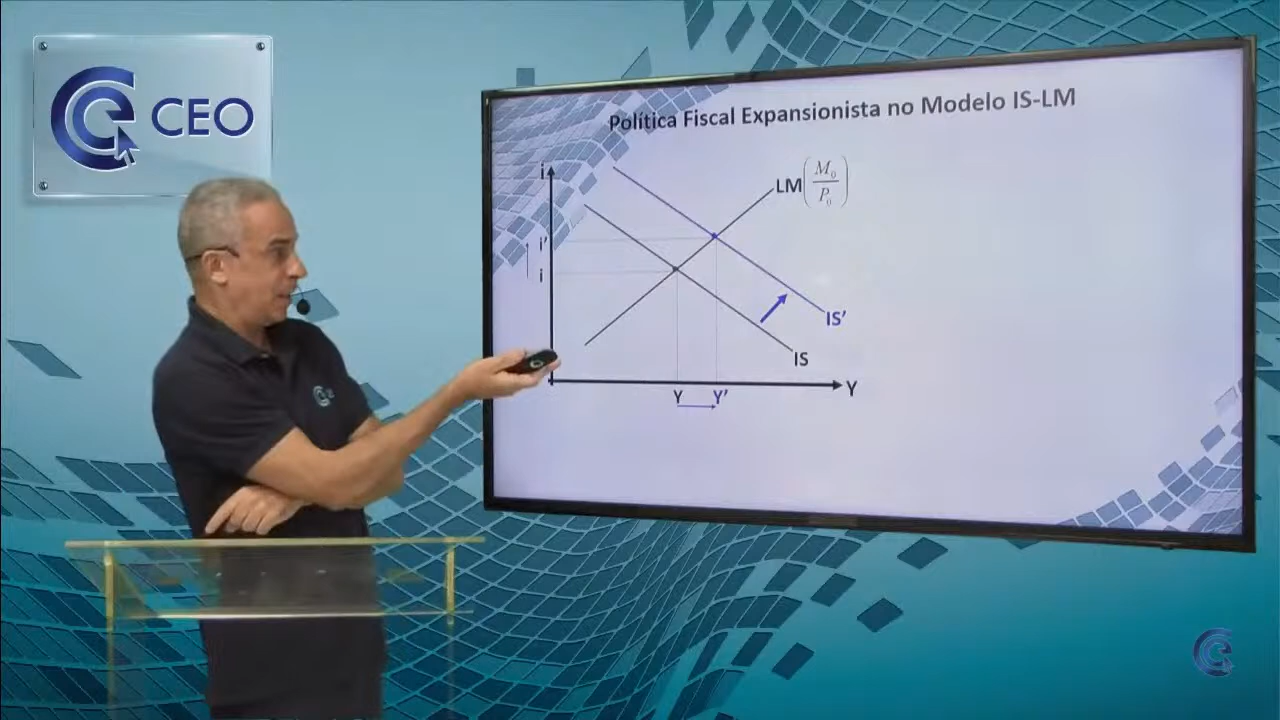 CEO
Política Fiscal Expansionista no Modelo IS-LM
i
LM(M₀/P₀)
i'
i
IS'
IS
Y
Y Y'